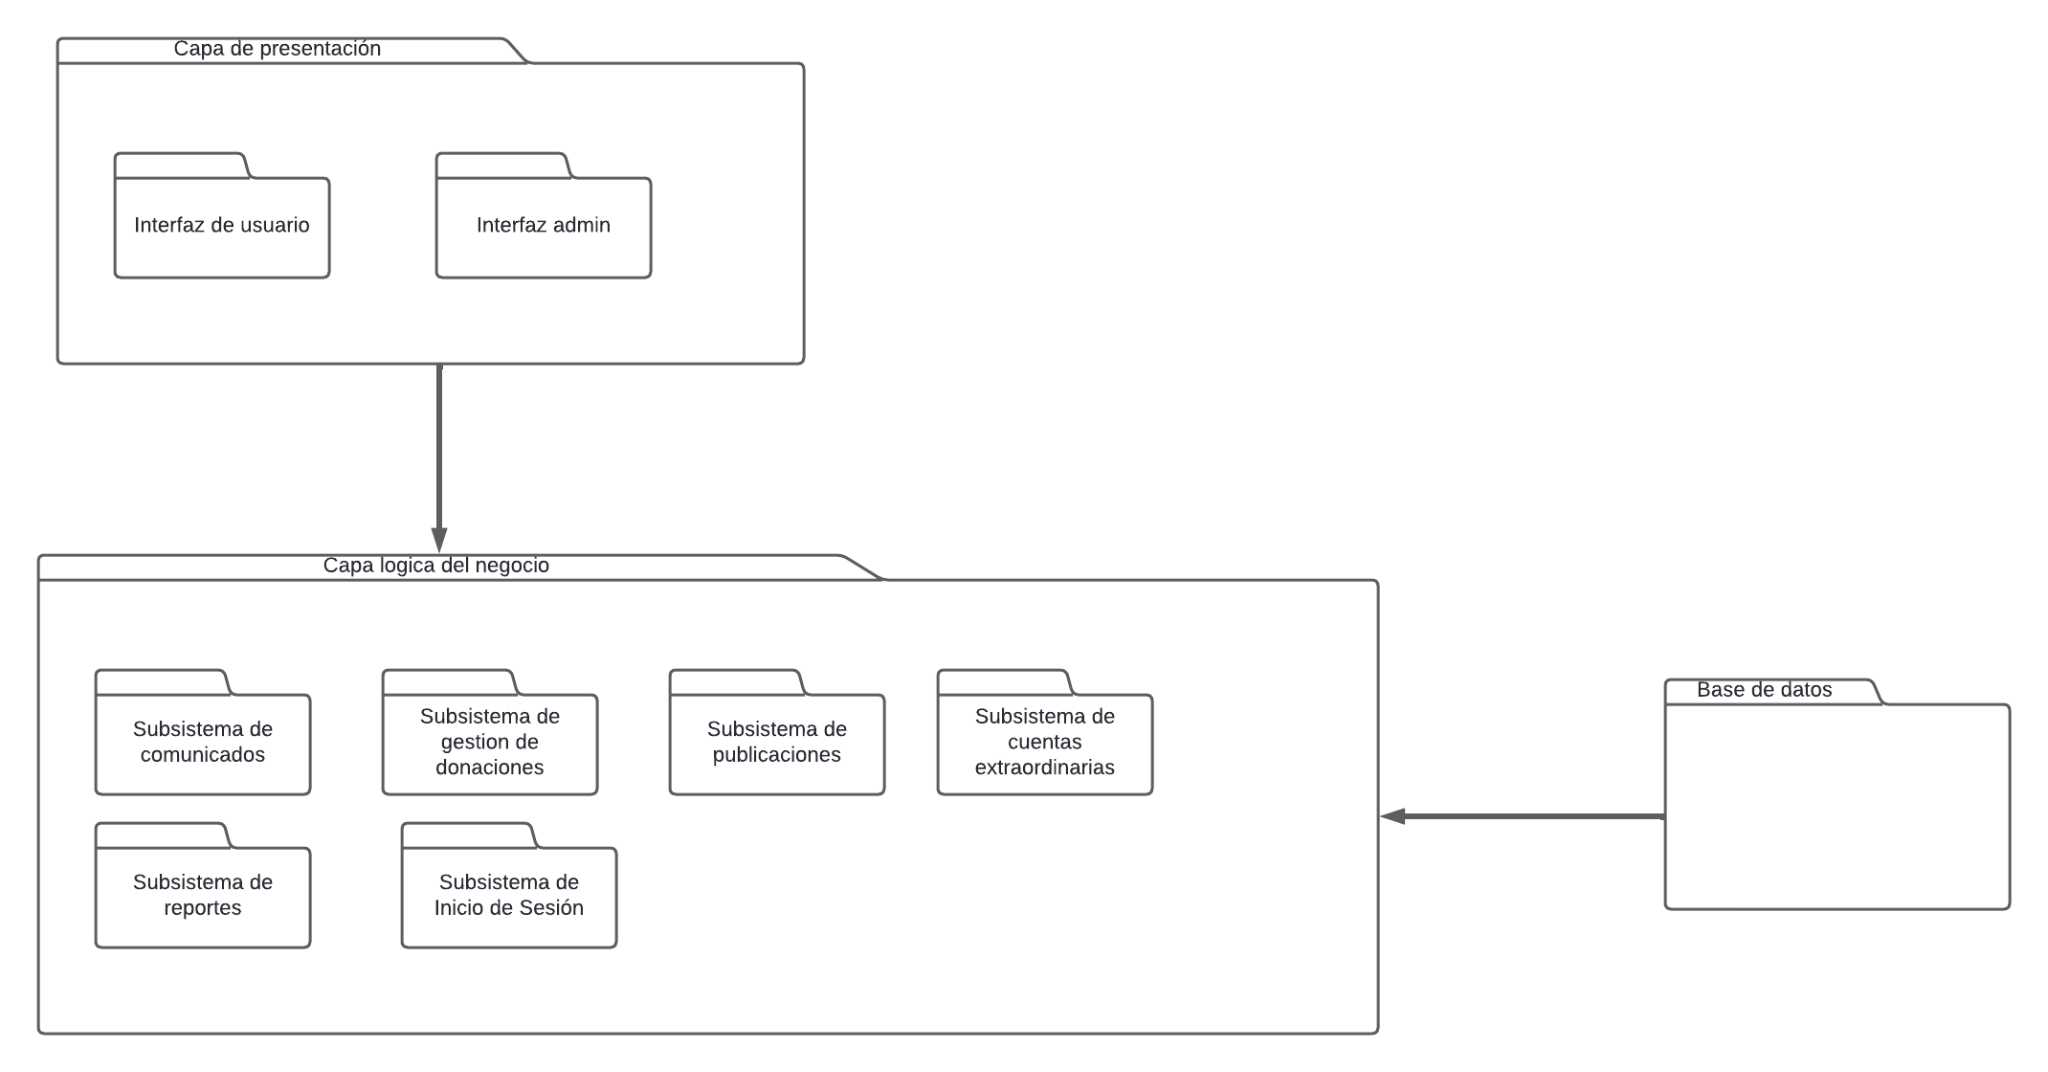 Capa de presentación
Interfaz de usuario
Interfaz admin
Capa logica del negocio
Subsistema de
comunicados
Subsistema de
gestion de
donaciones
Subsistema de
publicaciones
Subsistema de
cuentas
extraordinarias
Subsistema de
reportes
Subsistema de
Inicio de Sesión
Base de datos